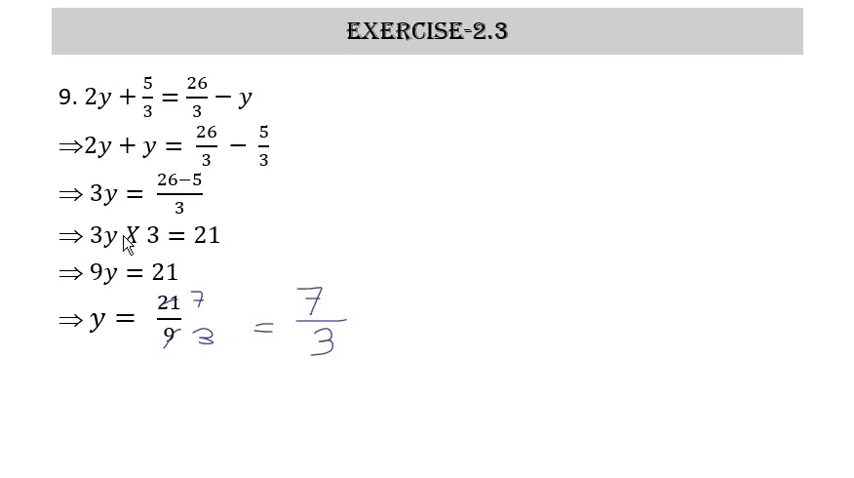 EXERCISE-2.3
9. 2y + 5/3 = 26/3 − y
⇒2y + y = 26/3 − 5/3
⇒ 3y = 26−5/3
⇒ 3y X 3 = 21
⇒ 9y = 21
⇒ y = 21/9 7/3 = 7/3